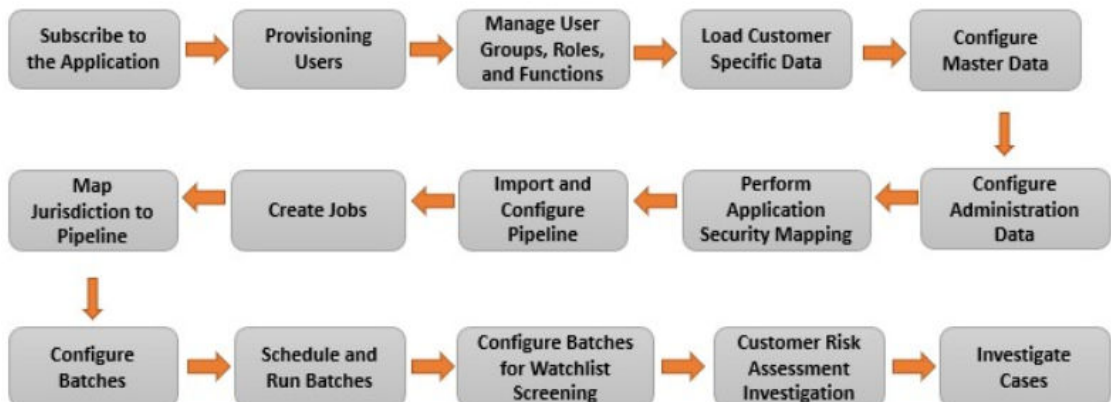 Subscribe to
the Application
Provisioning
Users
Manage User
Groups, Roles,
and Functions
Load Customer
Specific Data
Configure
Master Data
Configure
Administration
Data
Perform
Application
Security Mapping
Import and
Configure
Pipeline
Create Jobs
Map
Jurisdiction to
Pipeline
Configure
Batches
Schedule and
Run Batches
Configure Batches
for Watchlist
Screening
Customer Risk
Assessment
Investigation
Investigate
Cases